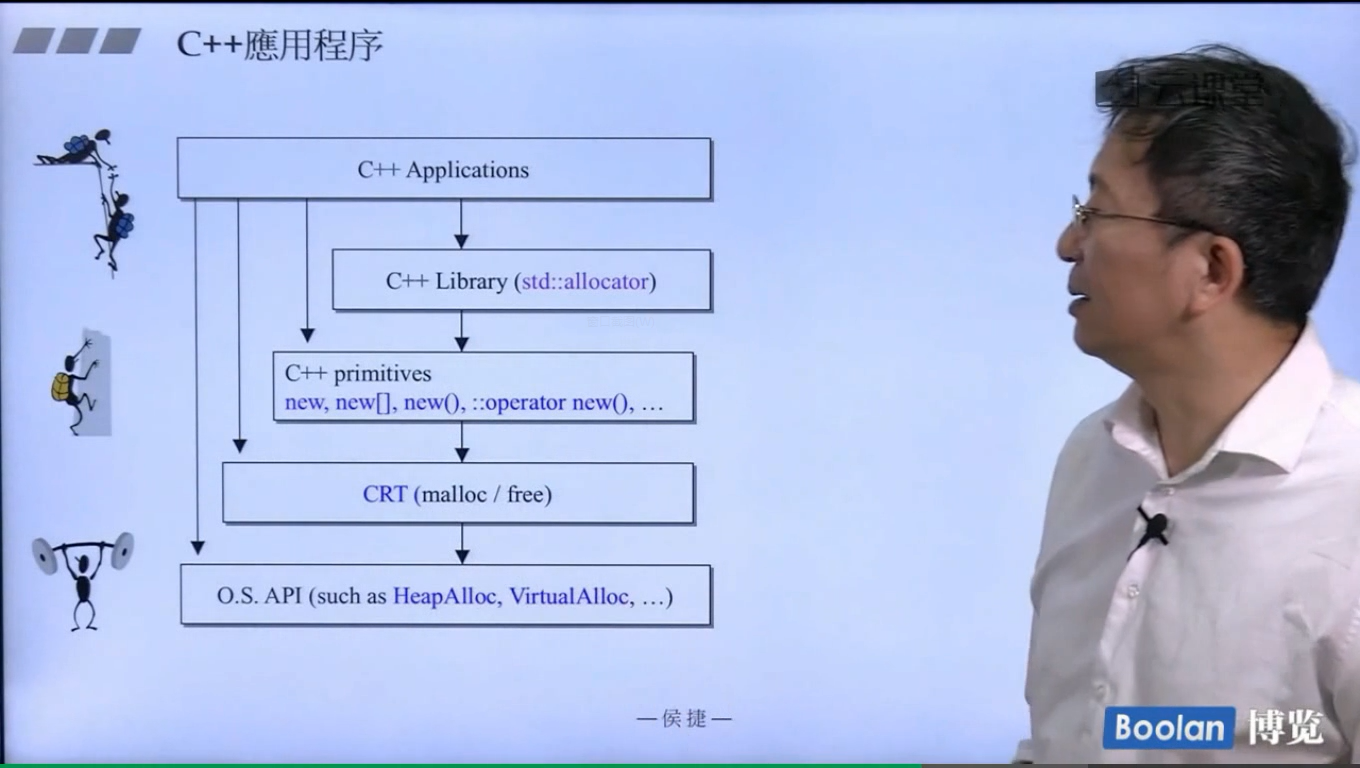 C++應用程序
云课堂
C++ Applications
C++ Library (std::allocator)
C++ primitives
new, new[], new(), ::operator new(), …
CRT (malloc / free)
O.S. API (such as HeapAlloc, VirtualAlloc, …)
—侯捷—
Boolan 博览